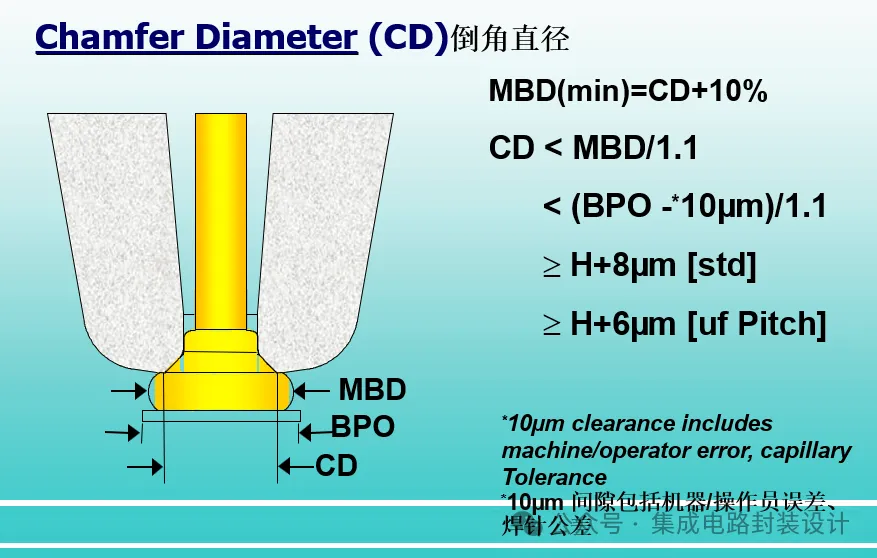 Chamfer Diameter (CD)倒角直径
MBD(min)=CD+10%
CD < MBD/1.1
< (BPO -*10µm)/1.1
≥ H+8µm [std]
≥ H+6µm [uf Pitch]
MBD
BPO
CD
*10µm clearance includes
machine/operator error, capillary
Tolerance
*10µm 间隙包括机器/操作员误差、
焊针公差
公众号 · 集成电路封装设计